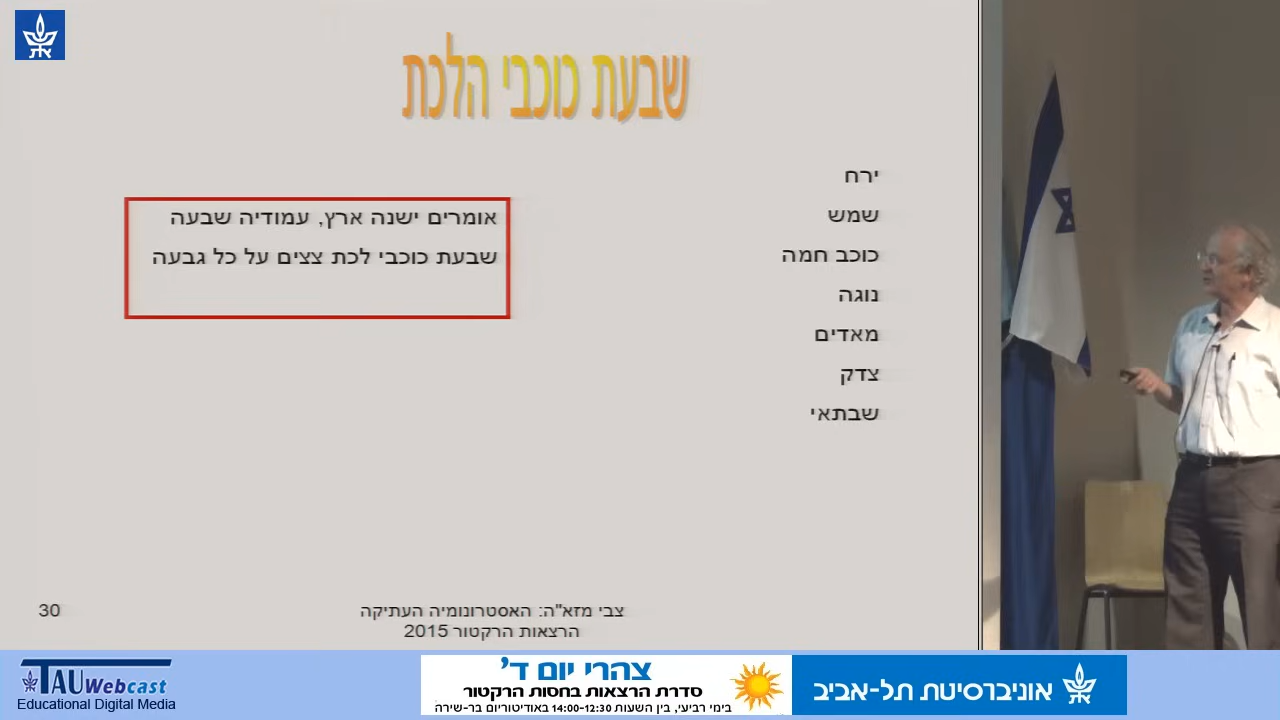 שבעת כוכבי הלכת
ירח
שמש
כוכב חמה
נוגה
מאדים
צדק
שבתאי
אומרים ישנה ארץ, עמודיה שבעה
שבעת כוכבי לכת צצים על כל גבעה
צבי מזא"ה: האסטרונומיה העתיקה
הרצאות הרקטור 2015
30
TAU Webcast
Educational Digital Media
צהרי יום ד'
סדרת הרצאות בחסות הרקטור
בימי רביעי, בין השעות 14:00-12:30 באודיטוריום בר-שירה
אוניברסיטת תל-אביב